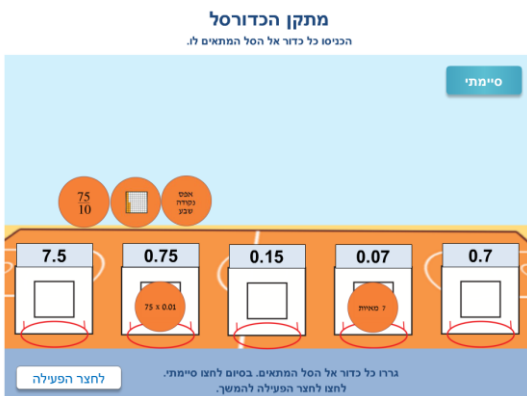 מתקן הכדורסל
הכניסו כל כדור אל הסל המתאים לו.
סיימתי
75
10
אפס
נקודה
שבע
7.5
0.75
0.15
0.07
0.7
75 x 0.01
7 מאיות
גררו כל כדור אל הסל המתאים. בסיום לחצו סיימתי.
לחצו לחצר הפעילה להמשך.
לחצר הפעילה